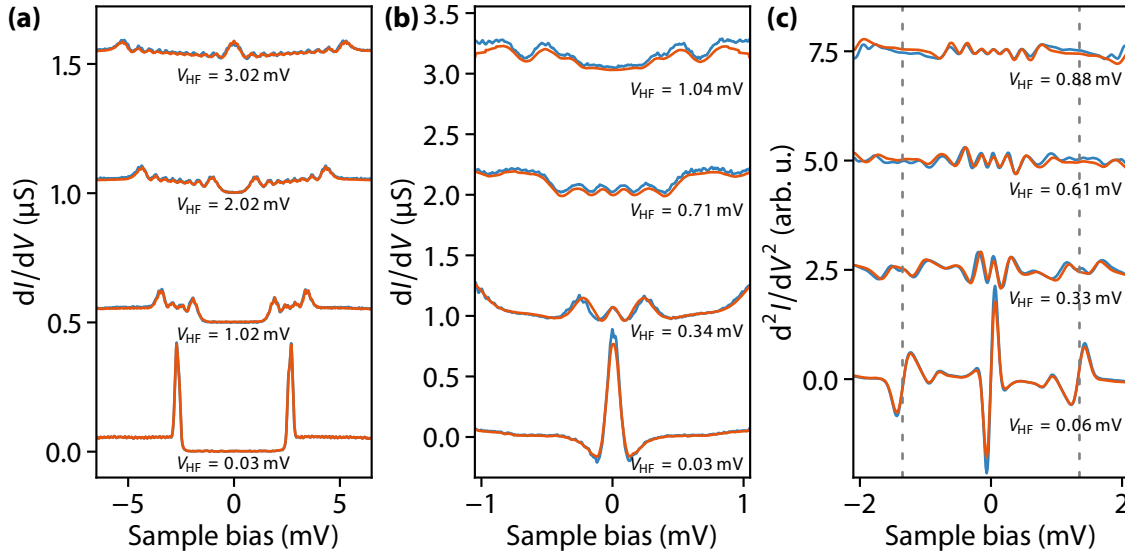 (a)
dI/dV (μS)
1.5
1.0
0.5
0.0
V_HF = 3.02 mV
V_HF = 2.02 mV
V_HF = 1.02 mV
V_HF = 0.03 mV
−5 0 5
Sample bias (mV)
(b)
dI/dV (μS)
3.5
3.0
2.5
2.0
1.5
1.0
0.5
0.0
V_HF = 1.04 mV
V_HF = 0.71 mV
V_HF = 0.34 mV
V_HF = 0.03 mV
−1 0 1
Sample bias (mV)
(c)
d²I/dV² (arb. u.)
7.5
5.0
2.5
0.0
V_HF = 0.88 mV
V_HF = 0.61 mV
V_HF = 0.33 mV
V_HF = 0.06 mV
−2 0 2
Sample bias (mV)